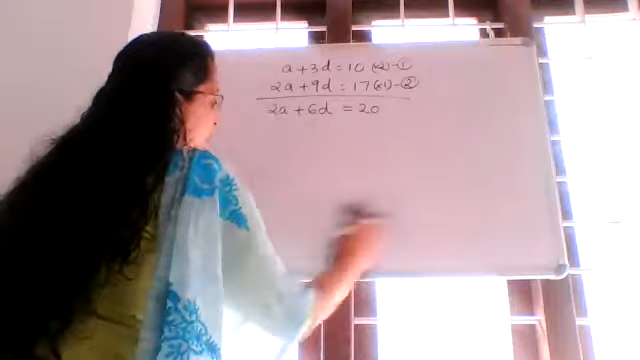 a + 3d = 10 (×2) – ①
2a + 9d = 17 (×1) – ②
2a + 6d = 20